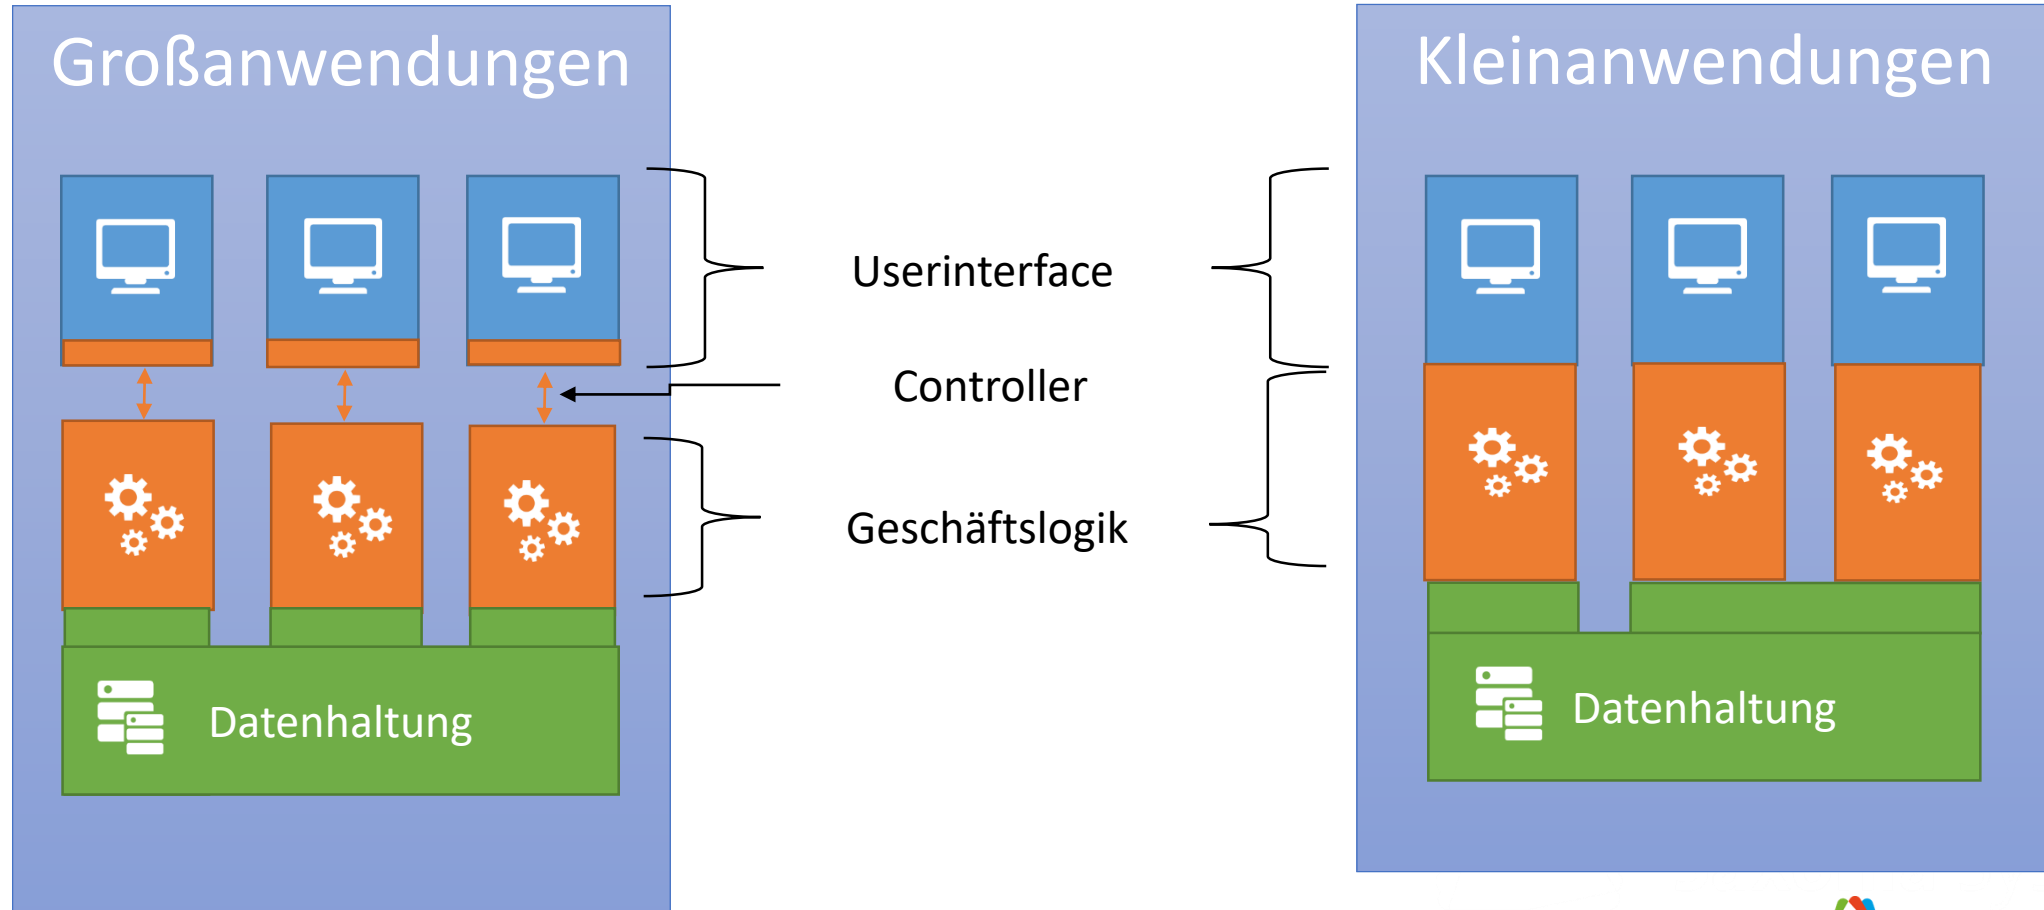 Großanwendungen
Kleinanwendungen
Userinterface
Controller
Geschäftslogik
Datenhaltung
Datenhaltung